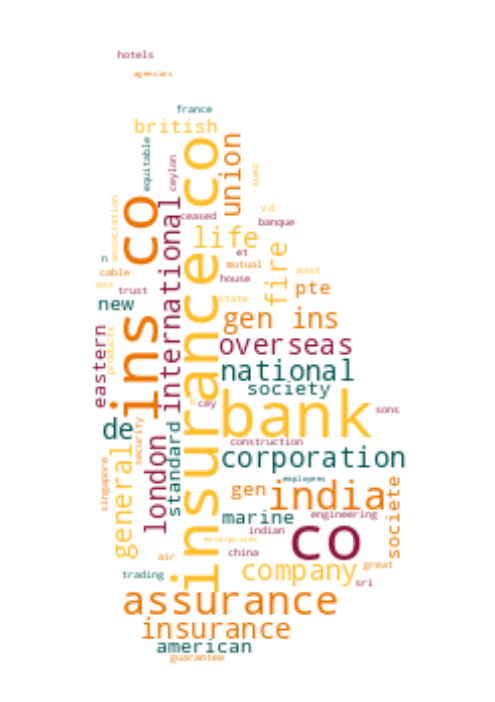 hotels
agencies
france
british
equitable
ceylon
insurance co
union
suez
association
ins co
international
ceased
vd
banque
life
et
n
cable
mutual
east
fire
house
ass
trust
pte
state
new
gen ins
eastern
products
overseas
national
society
b
cey
bank
sons
de
security
london
standard
construction
general
corporation
singapore
employees
gen
india
societe
marine
engineering
indian
co
enterprises
china
air
great
trading
company
sri
assurance
insurance
american
guarantee